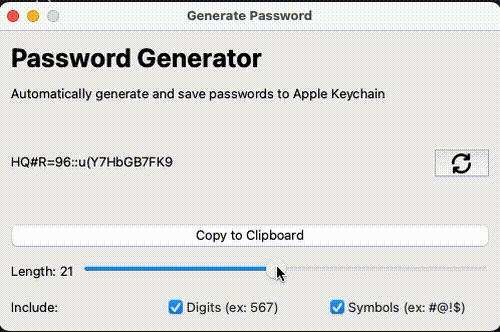 Generate Password
Password Generator
Automatically generate and save passwords to Apple Keychain
HQ#R=96::u(Y7HbGB7FK9
Copy to Clipboard
Length: 21
Include: Digits (ex: 567) Symbols (ex: #@!$)